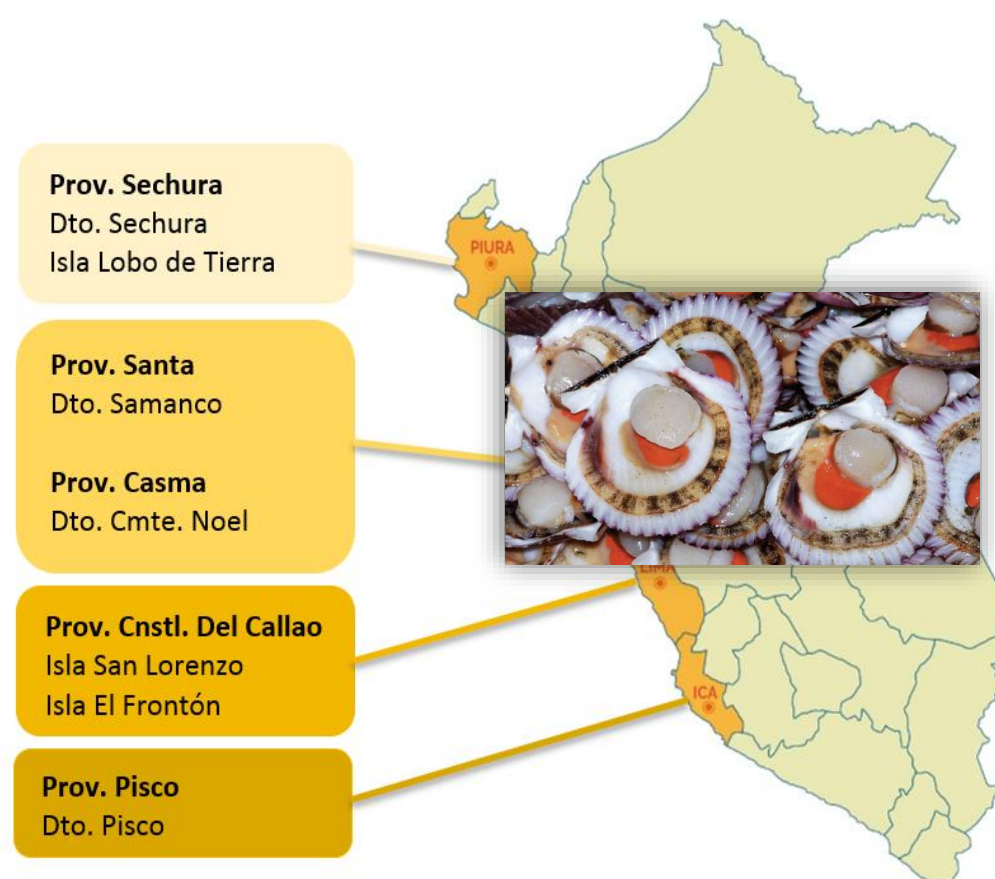 Prov. Sechura
Dto. Sechura
Isla Lobo de Tierra
PIURA
Prov. Santa
Dto. Samanco
Prov. Casma
Dto. Cmte. Noel
LIMA
Prov. Cnstl. Del Callao
Isla San Lorenzo
Isla El Frontón
ICA
Prov. Pisco
Dto. Pisco